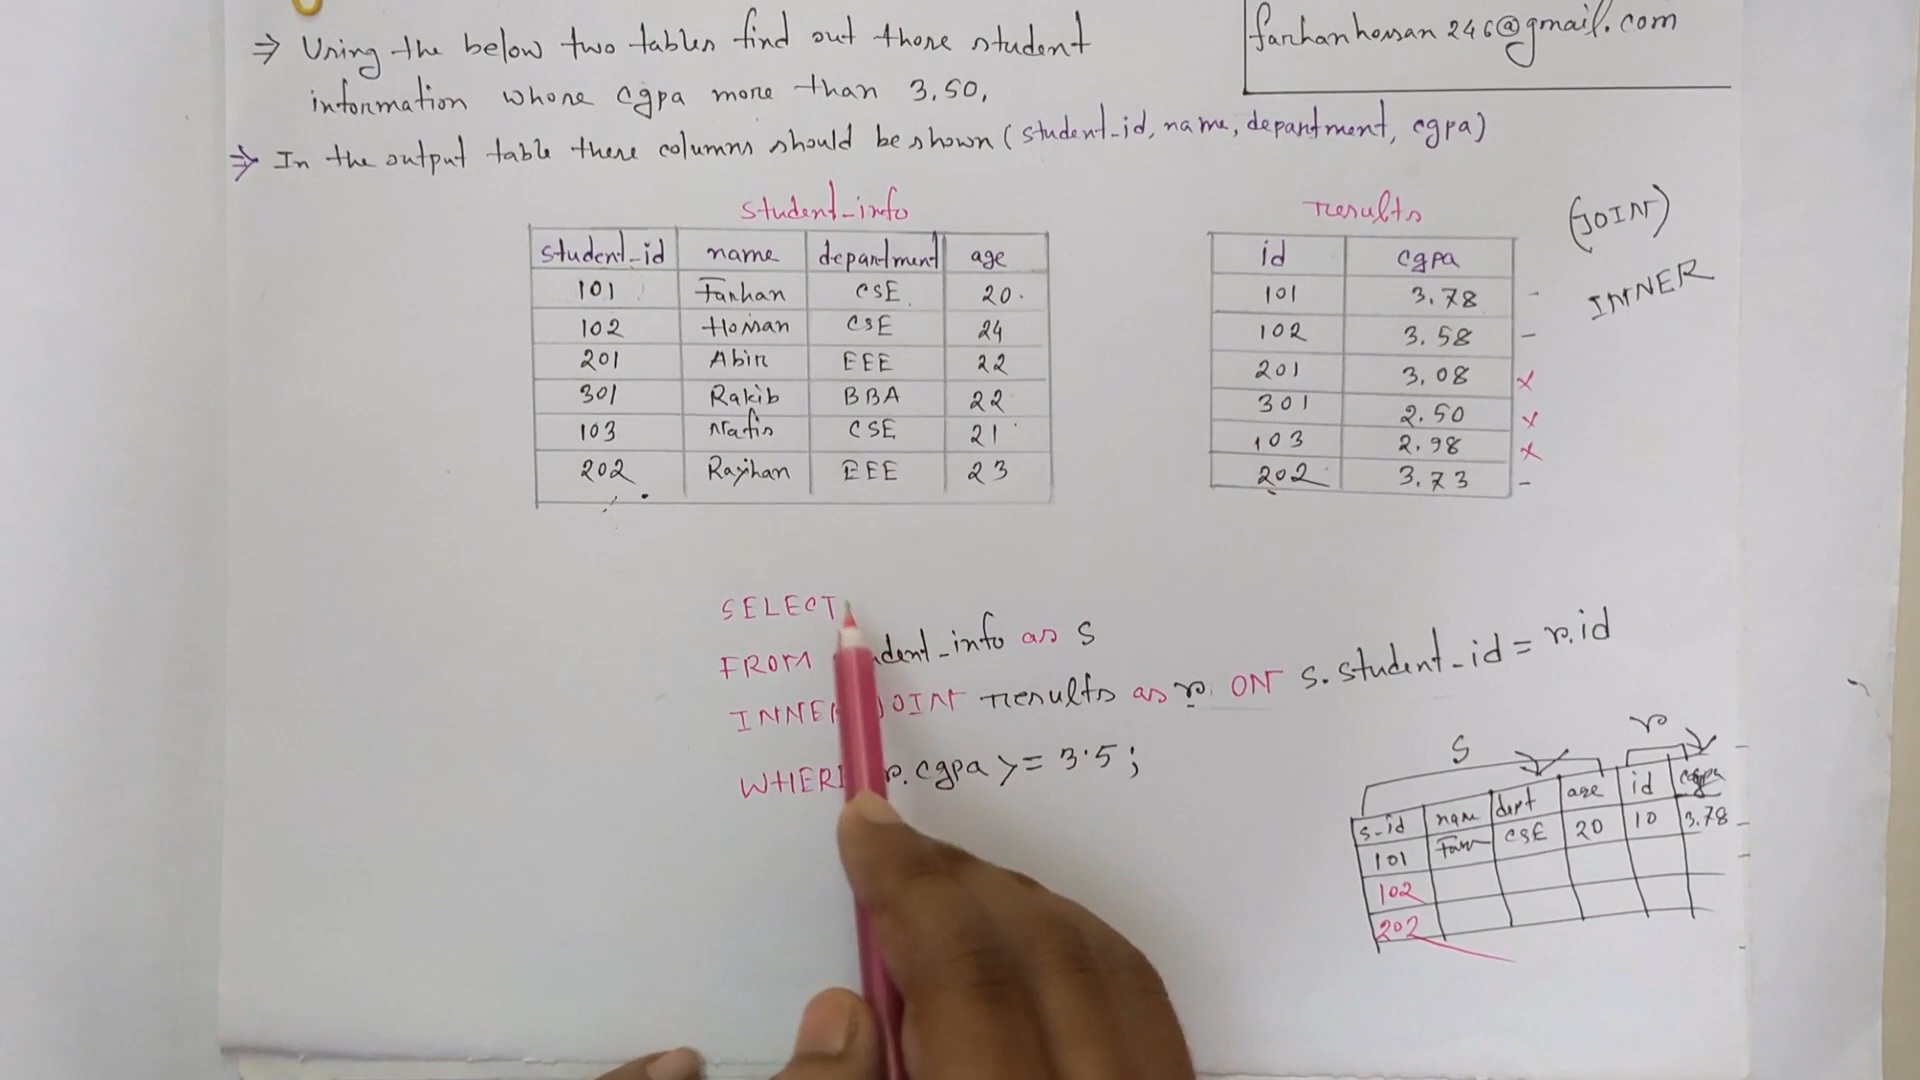 ⇒ Using the below two tables find out those student
information whose cgpa more than 3.50,
⇒ In the output table these columns should be shown (student_id, name, department, cgpa)
farhanhossan246@gmail.com
student_info
student_id name department age
101 Farhan CSE 20
102 Hossan CSE 24
201 Abir EEE 22
301 Rakib BBA 22
103 Nafis CSE 21
202 Rayhan EEE 23
results
id cgpa
101 3.78
102 3.58
201 3.08
301 2.50
103 2.98
202 3.73
(JOIN)
INNER
SELECT
FROM dent_info as s
INNE JOIN results as r ON s.student_id = r.id
WHERE r.cgpa >= 3.5;
s r
s-id name dept age id cgpa
101 Farh CSE 20 10 3.78
102
202